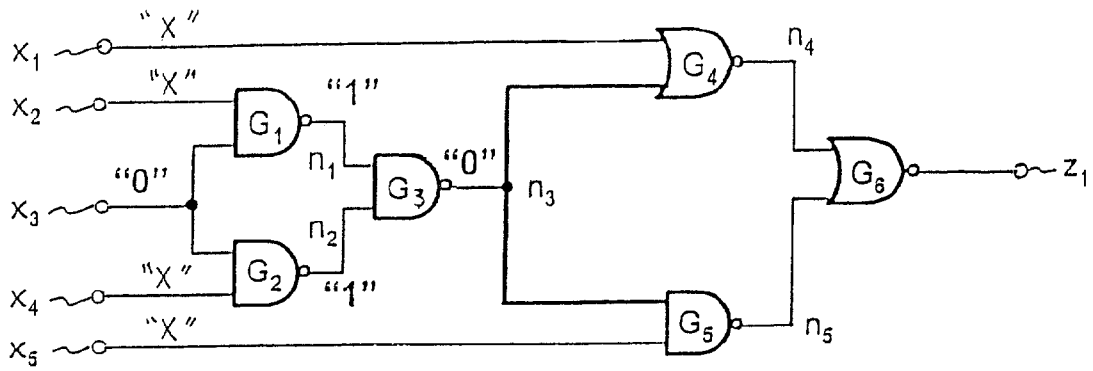 x1 "X" G4 n4
x2 "X" G1 "1"
n1 "0" G6 z1
"0" G3 n3
x3 n2
G2 "1"
x4 "X"
x5 "X" G5 n5